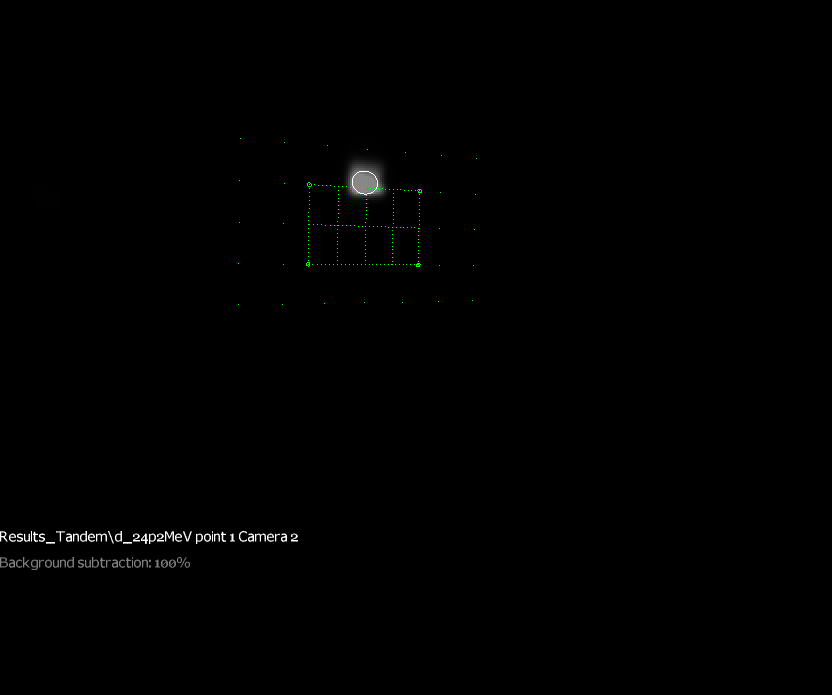 Results_Tandem\d_24p2MeV point 1 Camera 2
Background subtraction: 100%